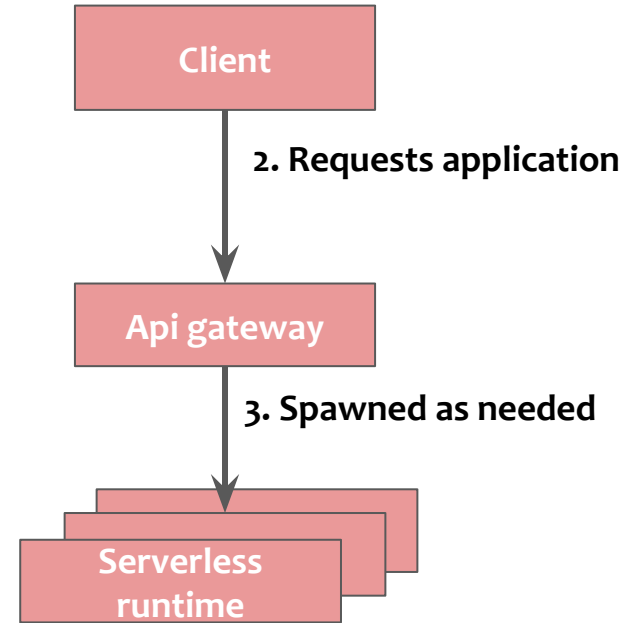 Client
2. Requests application
Api gateway
3. Spawned as needed
Serverless
runtime